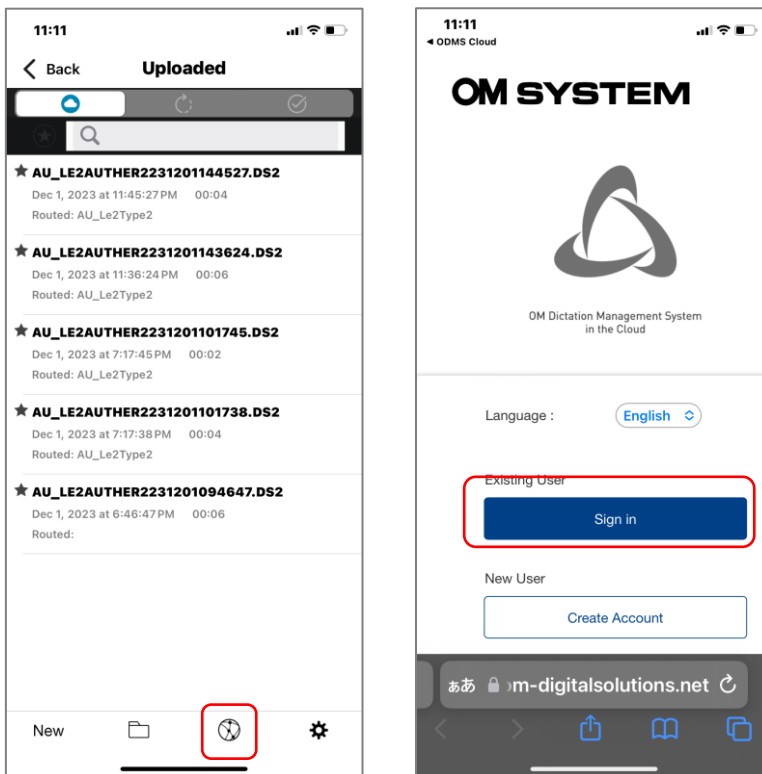 11:11
Back
Uploaded
AU_LE2AUTHER2231201144527.DS2
Dec 1, 2023 at 11:45:27 PM 00:04
Routed: AU_Le2Type2
AU_LE2AUTHER2231201143624.DS2
Dec 1, 2023 at 11:36:24 PM 00:06
Routed: AU_Le2Type2
AU_LE2AUTHER2231201101745.DS2
Dec 1, 2023 at 7:17:45 PM 00:02
Routed: AU_Le2Type2
AU_LE2AUTHER2231201101738.DS2
Dec 1, 2023 at 7:17:38 PM 00:04
Routed: AU_Le2Type2
AU_LE2AUTHER2231201094647.DS2
Dec 1, 2023 at 6:46:47 PM 00:06
Routed:
New
11:11
ODMS Cloud
OM SYSTEM
OM Dictation Management System
in the Cloud
Language :
English
Existing User
Sign in
New User
Create Account
ぁあ m-digitalsolutions.net